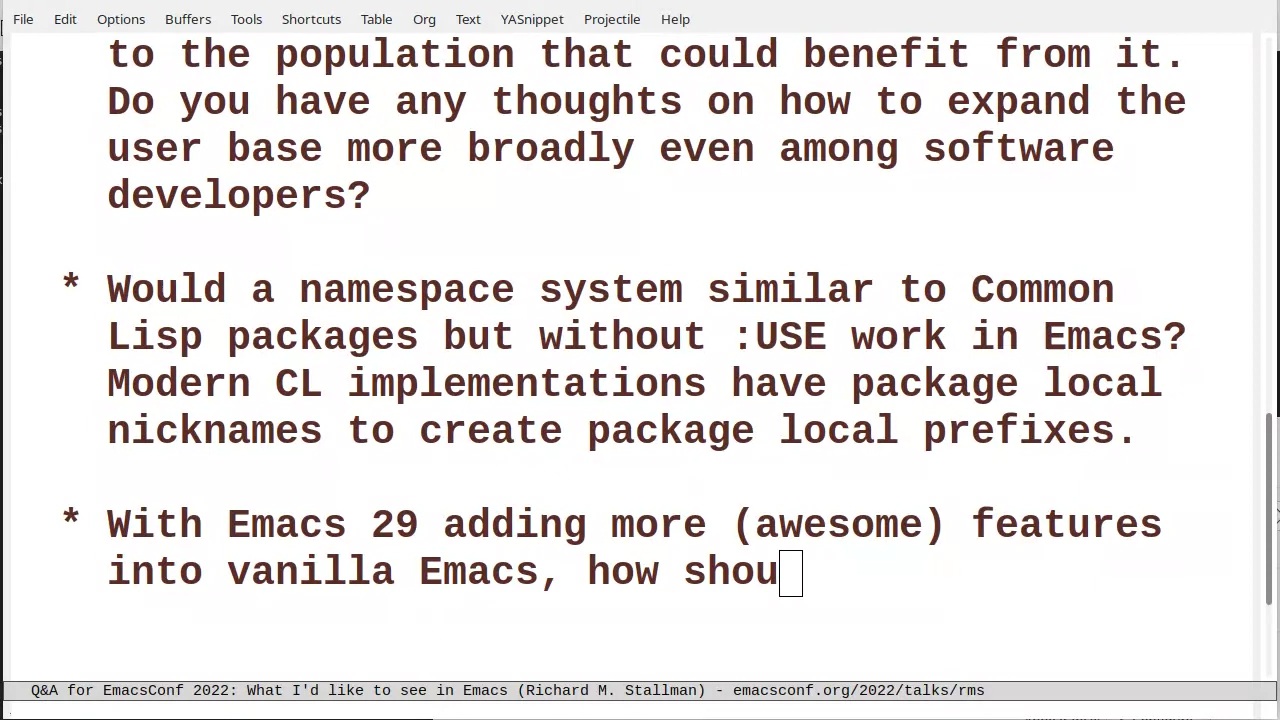 File Edit Options Buffers Tools Shortcuts Table Org Text YASnippet Projectile Help
to the population that could benefit from it.
Do you have any thoughts on how to expand the
user base more broadly even among software
developers?
* Would a namespace system similar to Common
Lisp packages but without :USE work in Emacs?
Modern CL implementations have package local
nicknames to create package local prefixes.
* With Emacs 29 adding more (awesome) features
into vanilla Emacs, how shou
Q&A for EmacsConf 2022: What I'd like to see in Emacs (Richard M. Stallman) - emacsconf.org/2022/talks/rms